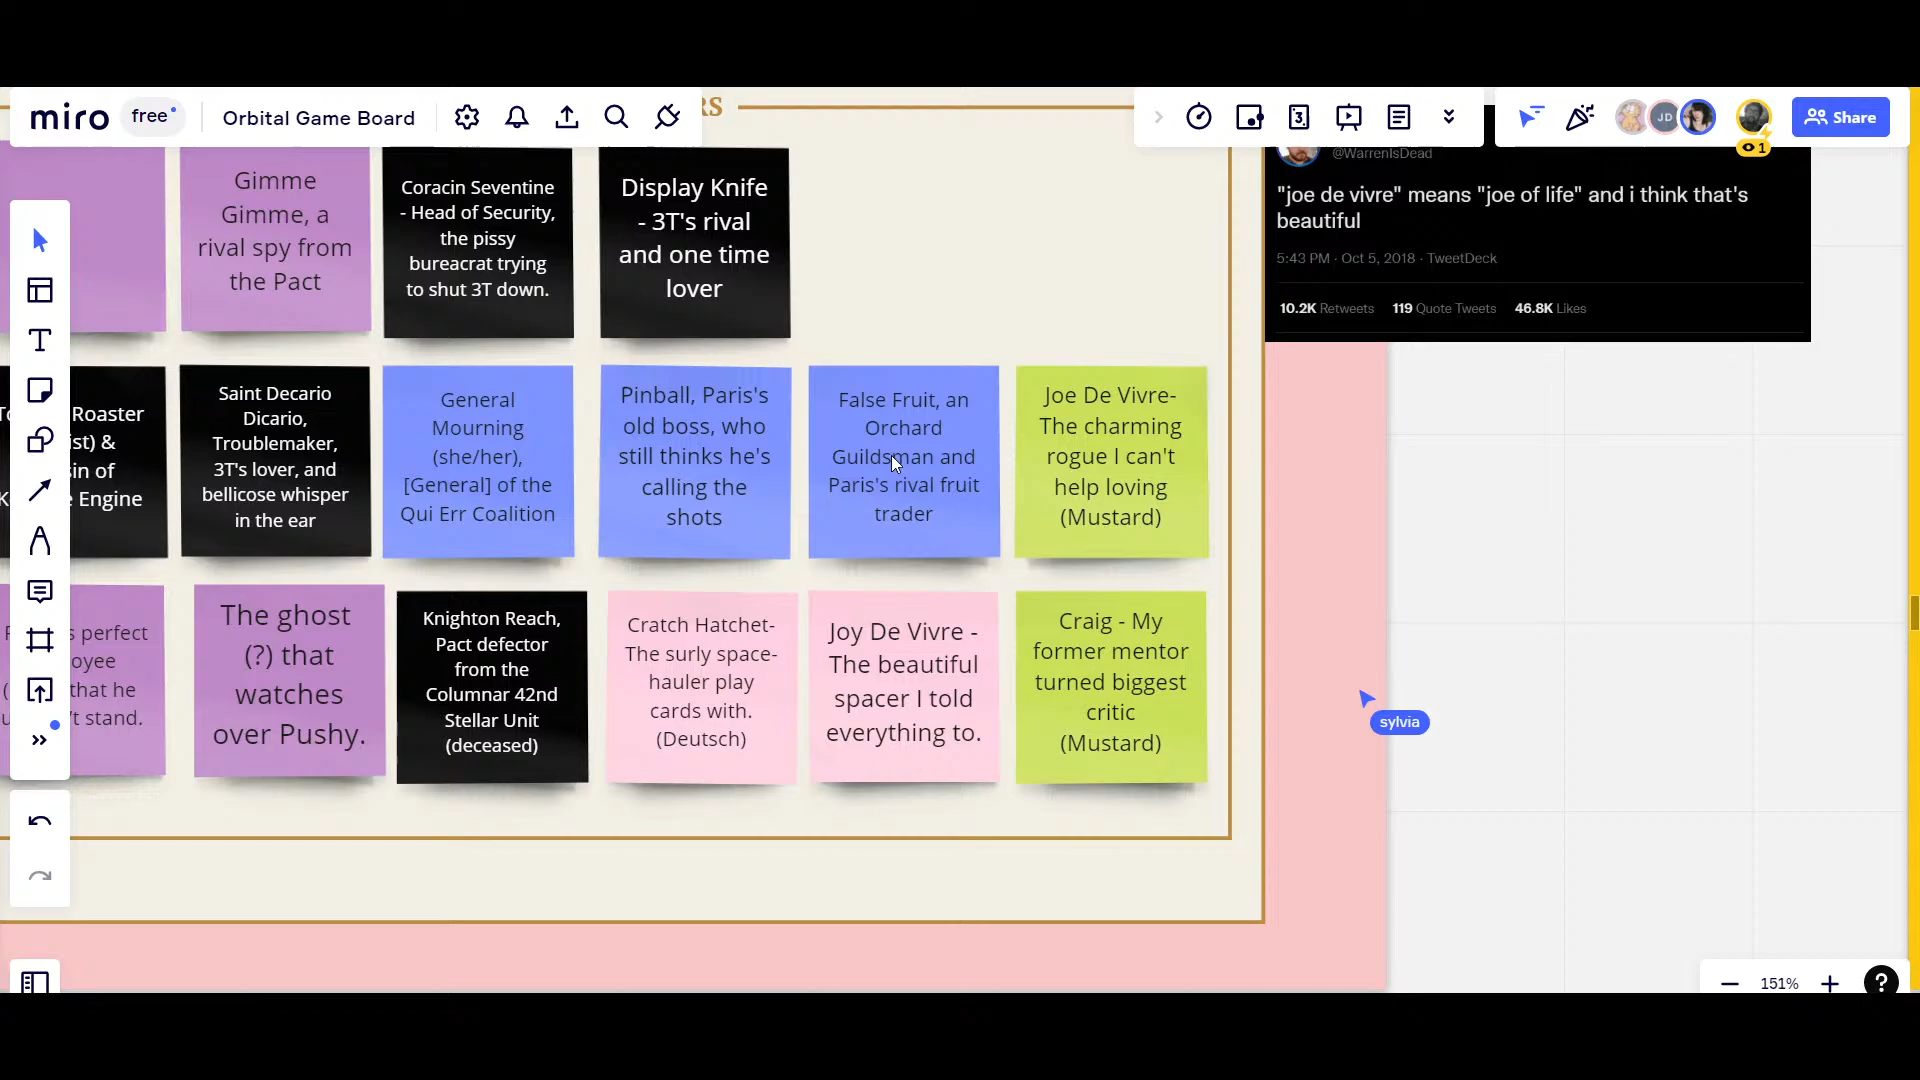 miro
free
Orbital Game Board
RS
3
JD
Share
1
@WarrenIsDead
"joe de vivre" means "joe of life" and i think that's
beautiful
5:43 PM · Oct 5, 2018 · TweetDeck
10.2K Retweets 119 Quote Tweets 46.8K Likes
Gimme
Gimme, a
rival spy from
the Pact
Coracin Seventine
- Head of Security,
the pissy
bureacrat trying
to shut 3T down.
Display Knife
- 3T's rival
and one time
lover
Roaster
&
of
Engine
Saint Decario
Dicario,
Troublemaker,
3T's lover, and
bellicose whisper
in the ear
General
Mourning
(she/her),
[General] of the
Qui Err Coalition
Pinball, Paris's
old boss, who
still thinks he's
calling the
shots
False Fruit, an
Orchard
Guildsman and
Paris's rival fruit
trader
Joe De Vivre-
The charming
rogue I can't
help loving
(Mustard)
perfect
that he
stand.
The ghost
(?) that
watches
over Pushy.
Knighton Reach,
Pact defector
from the
Columnar 42nd
Stellar Unit
(deceased)
Cratch Hatchet-
The surly space-
hauler play
cards with.
(Deutsch)
Joy De Vivre -
The beautiful
spacer I told
everything to.
Craig - My
former mentor
turned biggest
critic
(Mustard)
sylvia
151%
?